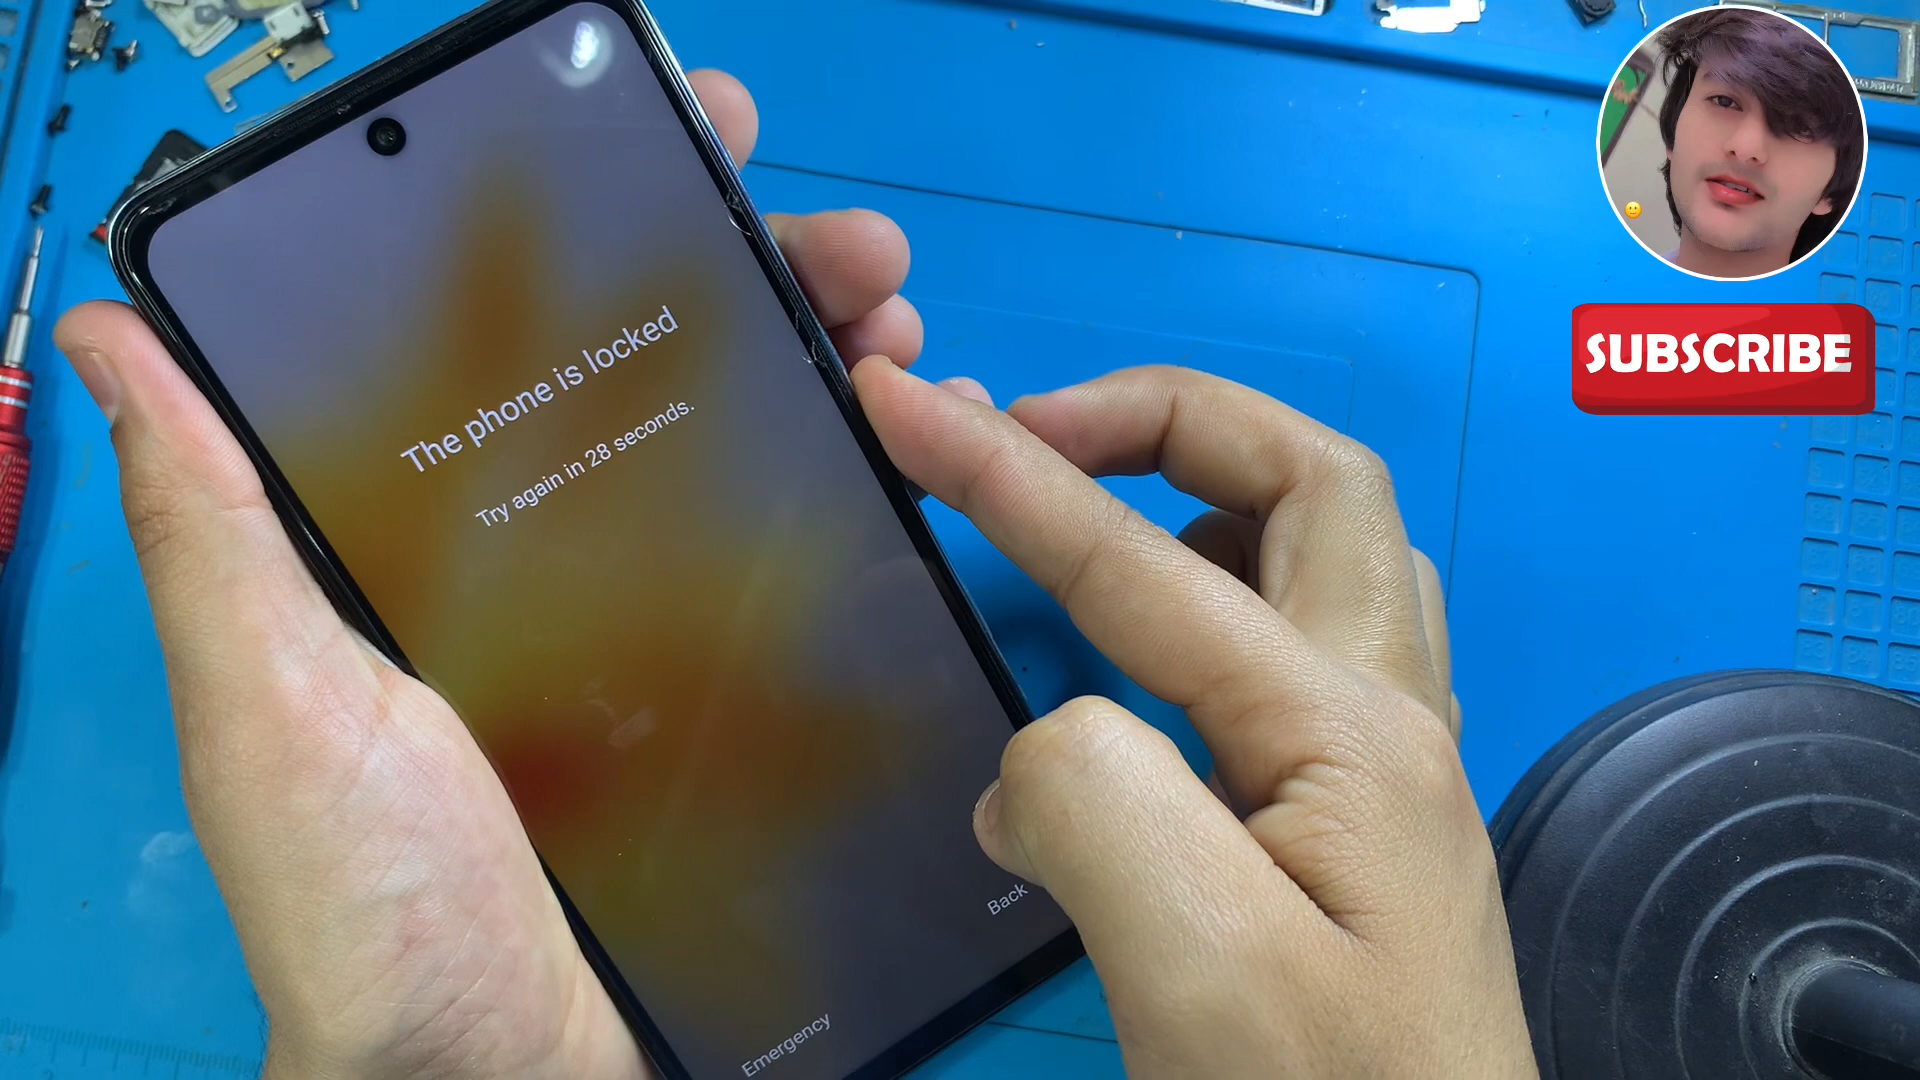 The phone is locked
Try again in 28 seconds.
Back
Emergency
SUBSCRIBE